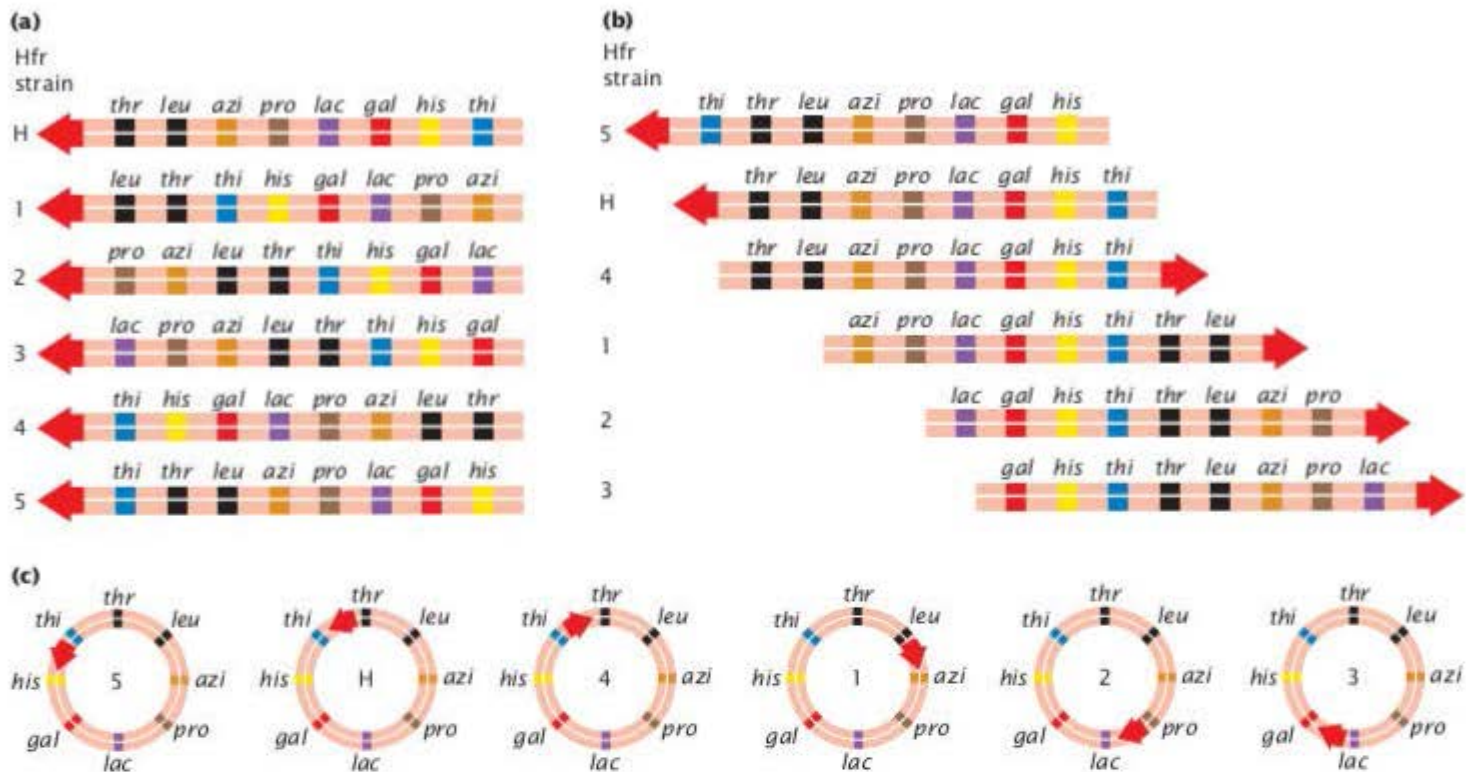 (a)
Hfr
strain
thr leu azi pro lac gal his thi
H
leu thr thi his gal lac pro azi
1
pro azi leu thr thi his gal lac
2
lac pro azi leu thr thi his gal
3
thi his gal lac pro azi leu thr
4
thi thr leu azi pro lac gal his
5
(b)
Hfr
strain
thi thr leu azi pro lac gal his
5
thr leu azi pro lac gal his thi
H
thr leu azi pro lac gal his thi
4
azi pro lac gal his thi thr leu
1
lac gal his thi thr leu azi pro
2
gal his thi thr leu azi pro lac
3
(c)
thr
thi leu
his 5 azi
gal pro
lac
thr
thi leu
his H azi
gal pro
lac
thr
thi leu
his 4 azi
gal pro
lac
thr
thi leu
his 1 azi
gal pro
lac
thr
thi leu
his 2 azi
gal pro
lac
thr
thi leu
his 3 azi
gal pro
lac